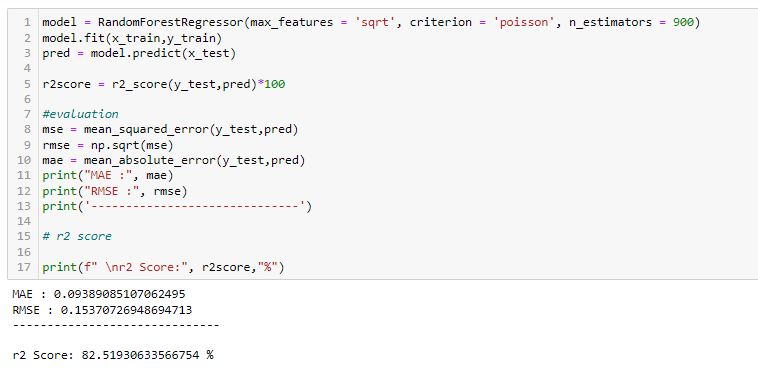 1 model = RandomForestRegressor(max_features = 'sqrt', criterion = 'poisson', n_estimators = 900)
2 model.fit(x_train,y_train)
3 pred = model.predict(x_test)
4
5 r2score = r2_score(y_test,pred)*100
6
7 #evaluation
8 mse = mean_squared_error(y_test,pred)
9 rmse = np.sqrt(mse)
10 mae = mean_absolute_error(y_test,pred)
11 print("MAE :", mae)
12 print("RMSE :", rmse)
13 print('------------------------------')
14
15 # r2 score
16
17 print(f" \nr2 Score:", r2score,"%")
MAE : 0.09389085107062495
RMSE : 0.15370726948694713
------------------------------
r2 Score: 82.51930633566754 %